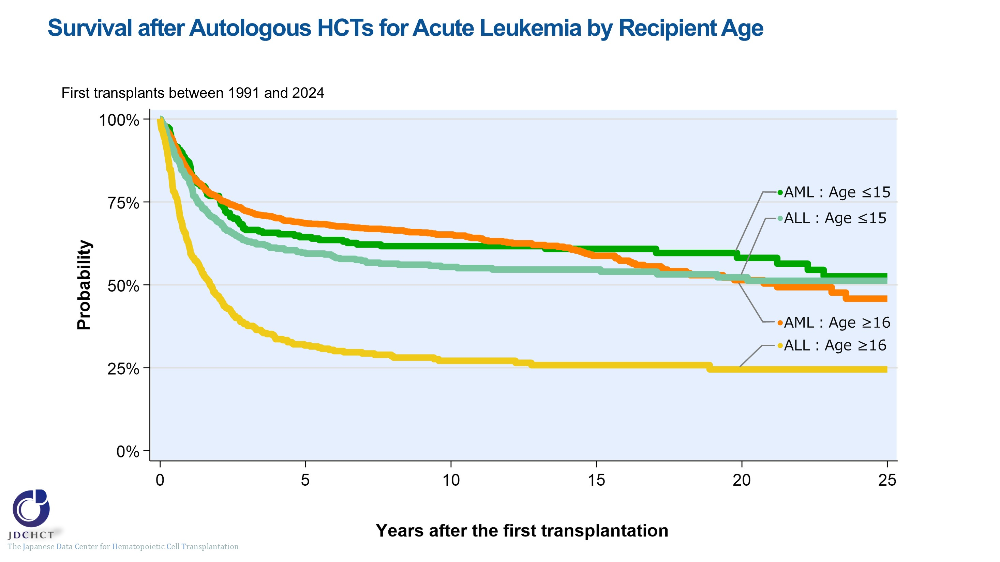 Survival after Autologous HCTs for Acute Leukemia by Recipient Age
First transplants between 1991 and 2024
100%
75%
50%
25%
0%
Probability
AML : Age ≤15
ALL : Age ≤15
AML : Age ≥16
ALL : Age ≥16
0 5 10 15 20 25
Years after the first transplantation
JDCHCT
The Japanese Data Center for Hematopoietic Cell Transplantation